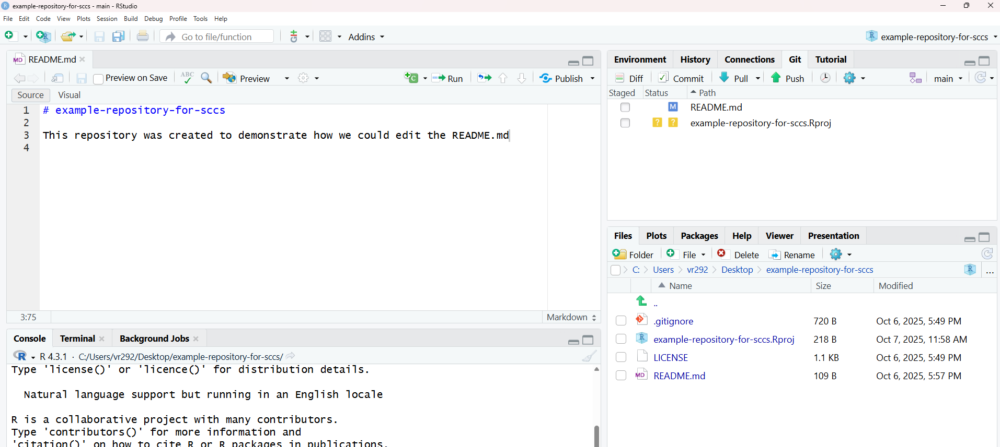 example-repository-for-sccs - main - RStudio
File Edit Code View Plots Session Build Debug Profile Tools Help
Go to file/function Addins example-repository-for-sccs
README.md
Preview on Save ABC Preview Run Publish
Source Visual
1 # example-repository-for-sccs
2
3 This repository was created to demonstrate how we could edit the README.md
4
3:75 Markdown
Console Terminal Background Jobs
R 4.3.1 · C:/Users/vr292/Desktop/example-repository-for-sccs/
Type 'license()' or 'licence()' for distribution details.
Natural language support but running in an English locale
R is a collaborative project with many contributors.
Type 'contributors()' for more information and
'citation()' on how to cite R or R packages in publications.
Environment History Connections Git Tutorial
Diff Commit Pull Push main
Staged Status Path
M README.md
? ? example-repository-for-sccs.Rproj
Files Plots Packages Help Viewer Presentation
Folder File Delete Rename
C: Users vr292 Desktop example-repository-for-sccs ...
Name Size Modified
..
.gitignore 720 B Oct 6, 2025, 5:49 PM
example-repository-for-sccs.Rproj 218 B Oct 7, 2025, 11:58 AM
LICENSE 1.1 KB Oct 6, 2025, 5:49 PM
MD README.md 109 B Oct 6, 2025, 5:57 PM